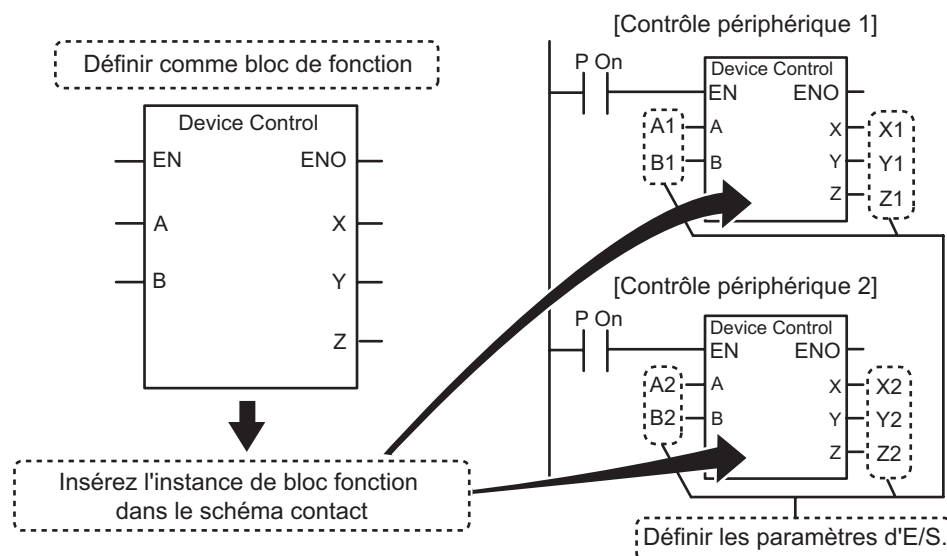 Définir comme bloc de fonction
Device Control
EN ENO
A X
B Y
Z
Insérez l'instance de bloc fonction
dans le schéma contact
[Contrôle périphérique 1]
P On
Device Control
EN ENO
A1 A X X1
B1 B Y Y1
Z Z1
[Contrôle périphérique 2]
P On
Device Control
EN ENO
A2 A X X2
B2 B Y Y2
Z Z2
Définir les paramètres d'E/S.